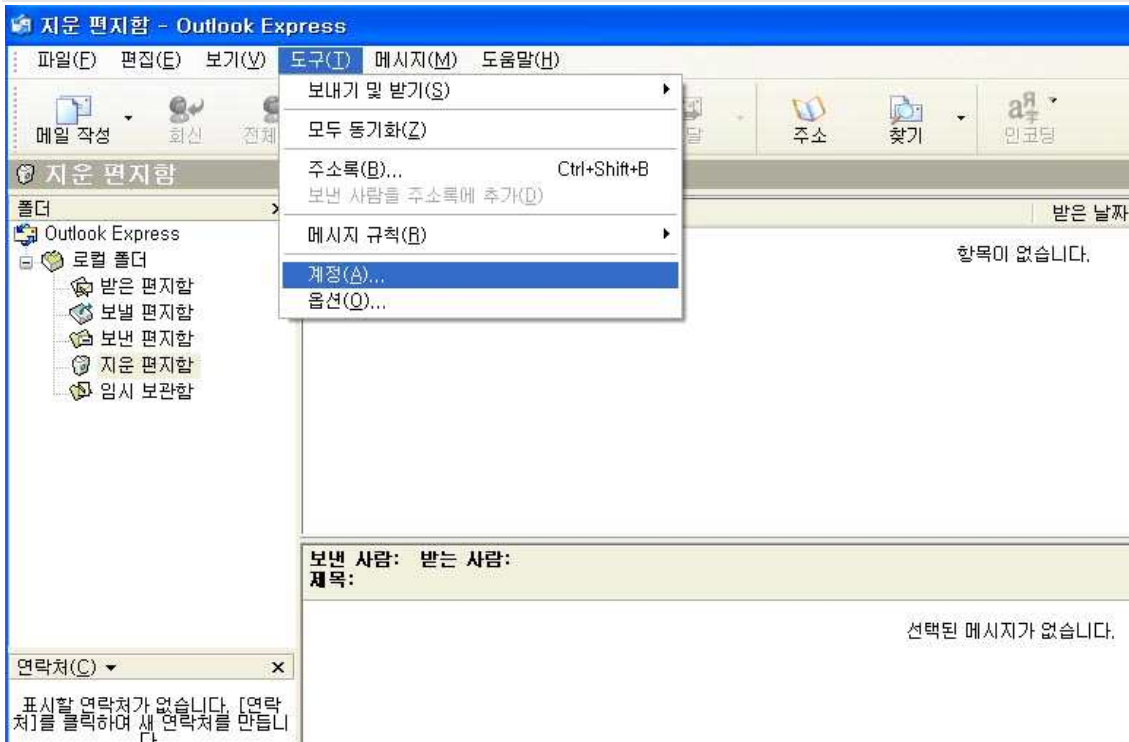 지운 편지함 - Outlook Express
파일(F) 편집(E) 보기(V) 도구(T) 메시지(M) 도움말(H)
메일 작성 회신 전체 달 주소 찾기 인코딩
보내기 및 받기(S)
모두 동기화(Z)
주소록(B)... Ctrl+Shift+B
보낸 사람을 주소록에 추가(D)
메시지 규칙(R)
계정(A)...
옵션(O)...
지운 편지함
폴더 x
받은 날짜
Outlook Express
로컬 폴더
받은 편지함
보낼 편지함
보낸 편지함
지운 편지함
임시 보관함
항목이 없습니다.
보낸 사람: 받는 사람:
제목:
선택된 메시지가 없습니다.
연락처(C) x
표시할 연락처가 없습니다. [연락
처]를 클릭하여 새 연락처를 만듭니
다